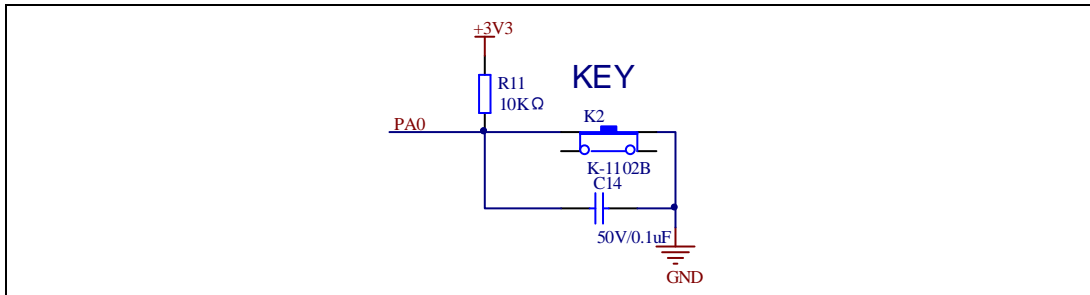 +3V3
KEY
R11
10KΩ
K2
PA0
K-1102B
C14
50V/0.1uF
GND